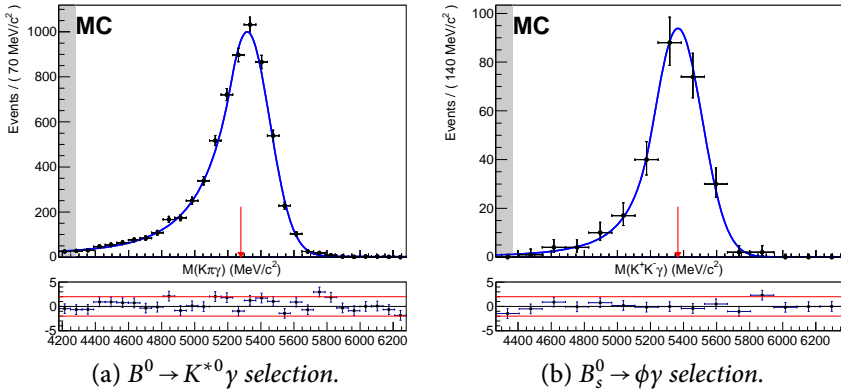 MC
1000
800
600
400
200
0
Events / ( 70 MeV/c²)
M(Kπγ) (MeV/c²)
5
0
-5
4200 4400 4600 4800 5000 5200 5400 5600 5800 6000 6200
(a) B⁰ → K*⁰γ selection.
MC
100
80
60
40
20
0
Events / ( 140 MeV/c²)
M(K⁺K⁻γ) (MeV/c²)
5
0
-5
4400 4600 4800 5000 5200 5400 5600 5800 6000 6200
(b) B⁰ₛ → ϕγ selection.